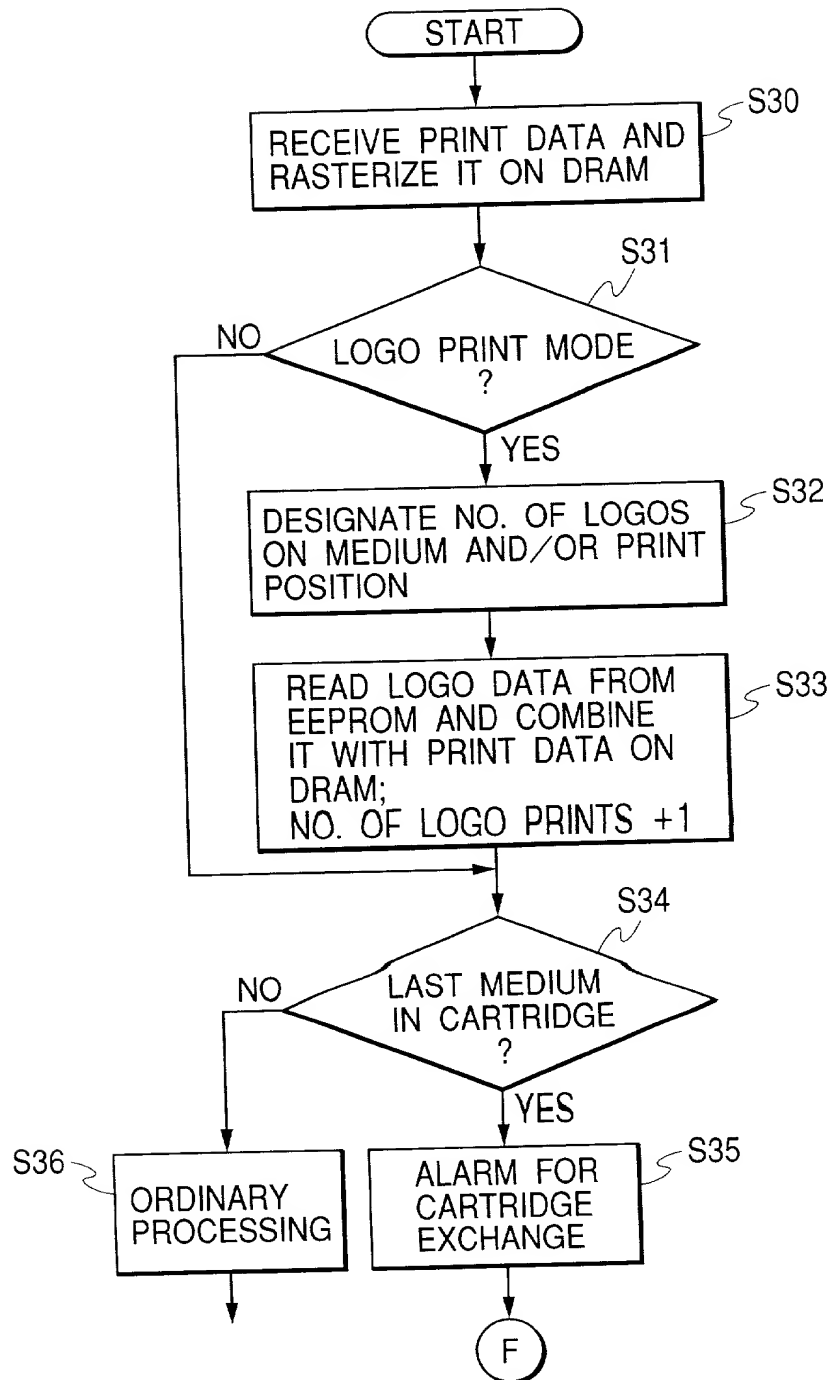 START
S30
RECEIVE PRINT DATA AND
RASTERIZE IT ON DRAM
S31
NO
LOGO PRINT MODE
?
YES
S32
DESIGNATE NO. OF LOGOS
ON MEDIUM AND/OR PRINT
POSITION
S33
READ LOGO DATA FROM
EEPROM AND COMBINE
IT WITH PRINT DATA ON
DRAM;
NO. OF LOGO PRINTS +1
S34
NO
LAST MEDIUM
IN CARTRIDGE
?
YES
S36
ORDINARY
PROCESSING
S35
ALARM FOR
CARTRIDGE
EXCHANGE
F